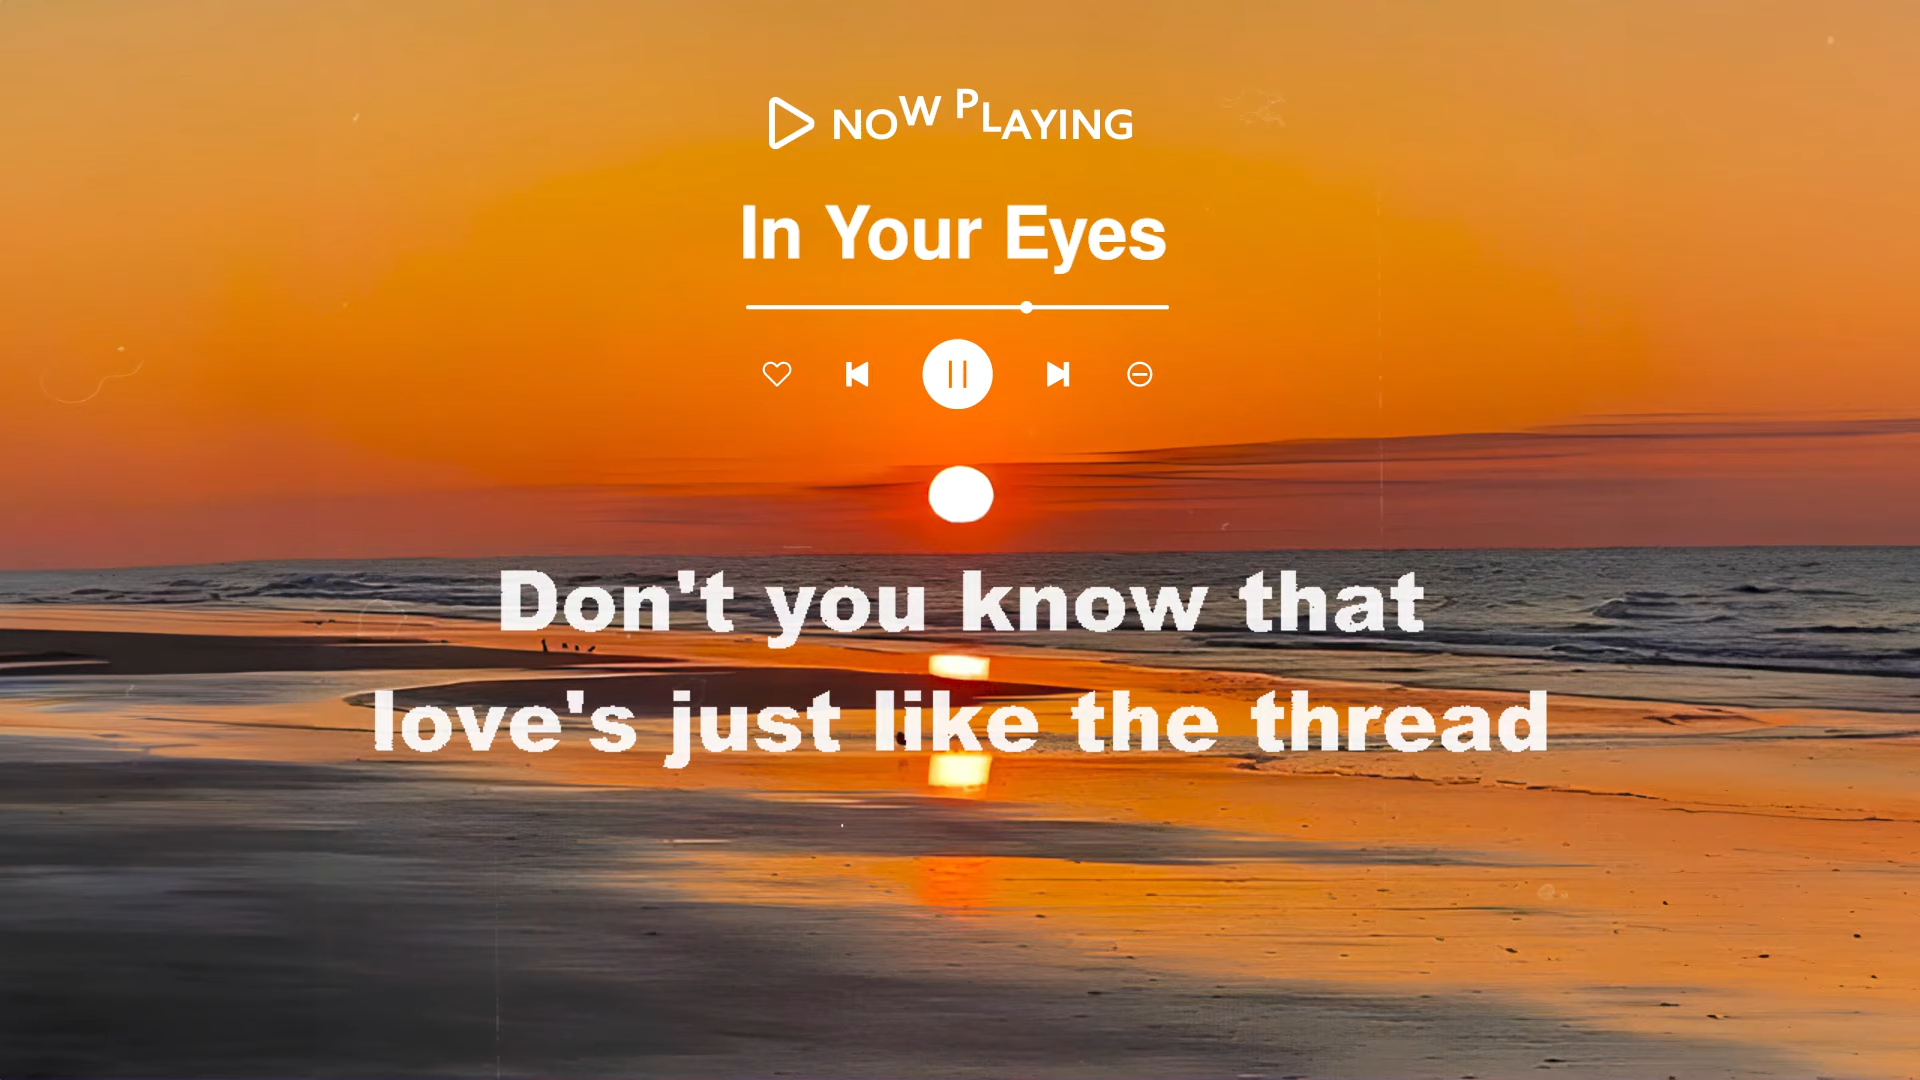 NOW PLAYING
In Your Eyes
Don't you know that
love's just like the thread